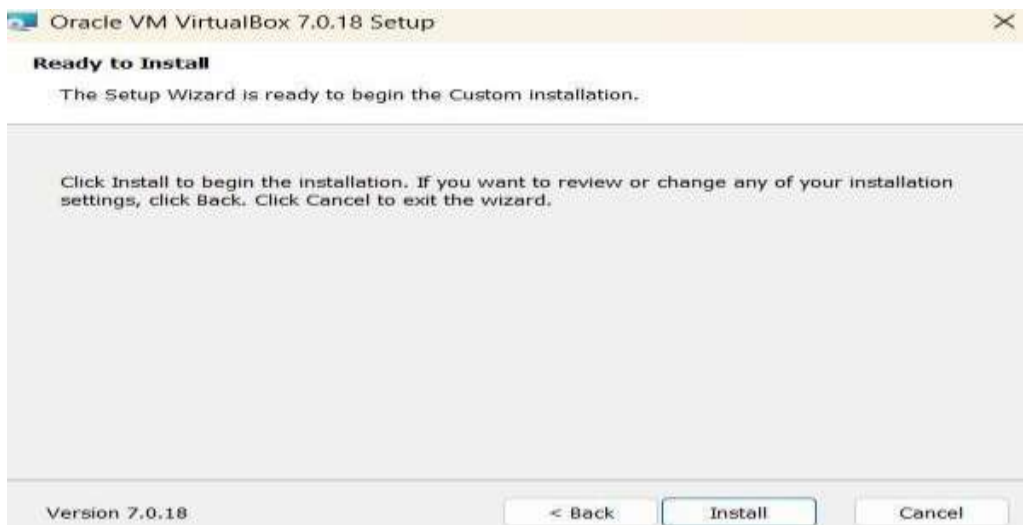 Oracle VM VirtualBox 7.0.18 Setup
Ready to Install
The Setup Wizard is ready to begin the Custom installation.
Click Install to begin the installation. If you want to review or change any of your installation
settings, click Back. Click Cancel to exit the wizard.
Version 7.0.18
< Back
Install
Cancel